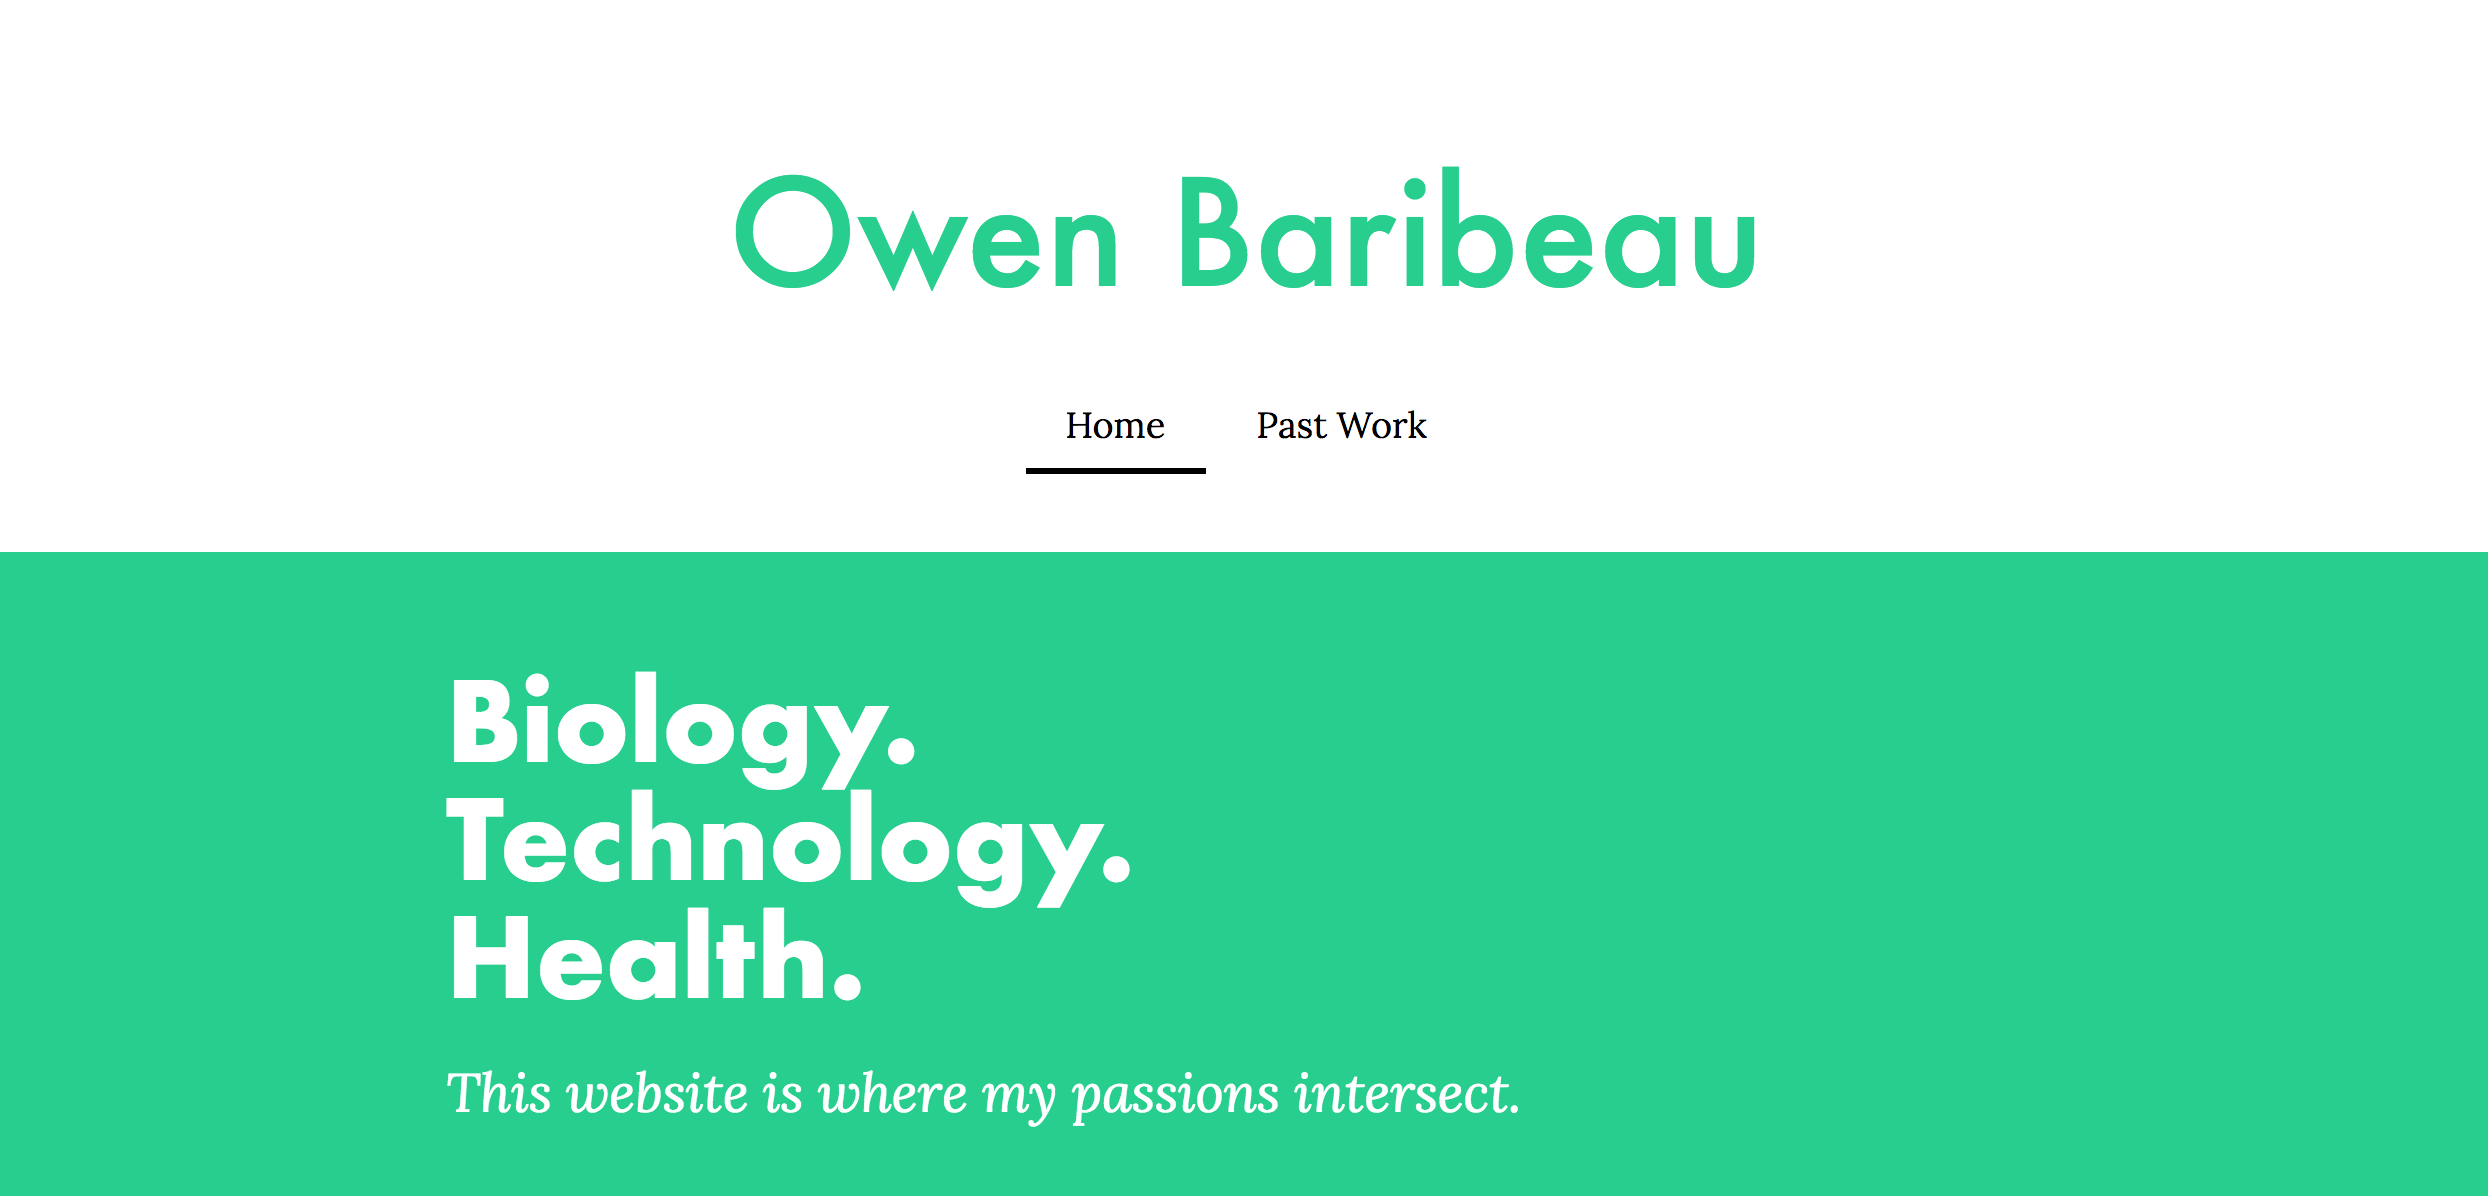 Owen Baribeau
Home Past Work
Biology.
Technology.
Health.
This website is where my passions intersect.